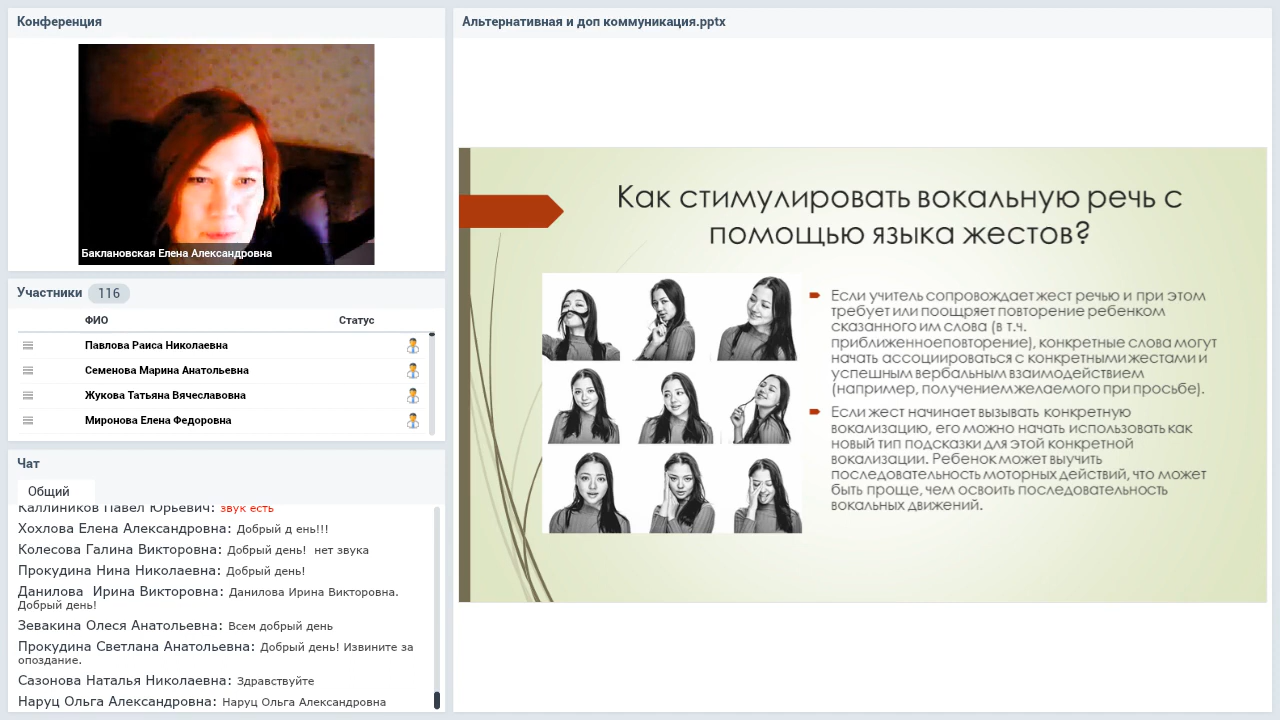 Конференция
Баклановская Елена Александровна
Участники 116
ФИО Статус
Павлова Раиса Николаевна
Семенова Марина Анатольевна
Жукова Татьяна Вячеславовна
Миронова Елена Федоровна
Чат
Общий
Каллиников Павел Юрьевич: звук есть
Хохлова Елена Александровна: Добрый д ень!!!
Колесова Галина Викторовна: Добрый день! нет звука
Прокудина Нина Николаевна: Добрый день!
Данилова Ирина Викторовна: Данилова Ирина Викторовна.
Добрый день!
Зевакина Олеся Анатольевна: Всем добрый день
Прокудина Светлана Анатольевна: Добрый день! Извините за
опоздание.
Сазонова Наталья Николаевна: Здравствуйте
Наруц Ольга Александровна: Наруц Ольга Александровна
Альтернативная и доп коммуникация.pptx
Как стимулировать вокальную речь с
помощью языка жестов?
Если учитель сопровождает жест речью и при этом
требует или поощряет повторение ребенком
сказанного им слова (в т.ч.
приближенноеповторение), конкретные слова могут
начать ассоциироваться с конкретными жестами и
успешным вербальным взаимодействием
(например, получениемжелаемого при просьбе).
Если жест начинает вызывать конкретную
вокализацию, его можно начать использовать как
новый тип подсказки для этой конкретной
вокализации. Ребенок может выучить
последовательность моторных действий, что может
быть проще, чем освоить последовательность
вокальных движений.